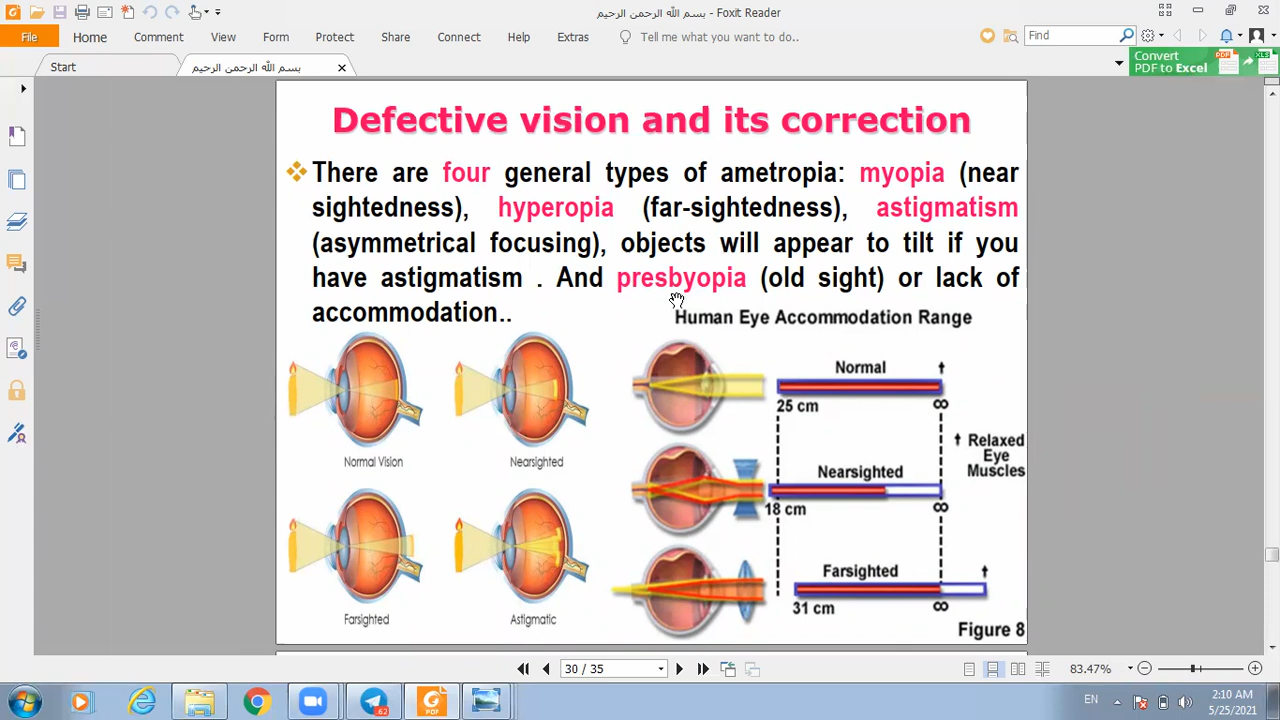 بسم الله الرحمن الرحيم - Foxit Reader
File Home Comment View Form Protect Share Connect Help Extras Tell me what you want to do.. Find
Start بسم الله الرحمن الرحيم
Convert
PDF to Excel
Defective vision and its correction
There are four general types of ametropia: myopia (near
sightedness), hyperopia (far-sightedness), astigmatism
(asymmetrical focusing), objects will appear to tilt if you
have astigmatism . And presbyopia (old sight) or lack of
accommodation..
Normal Vision
Nearsighted
Farsighted
Astigmatic
Human Eye Accommodation Range
Normal †
25 cm ∞
† Relaxed
Eye
Muscles
Nearsighted
18 cm ∞
Farsighted †
31 cm ∞
Figure 8
30 / 35
83.47%
62
PDF
EN
2:10 AM
5/25/2021